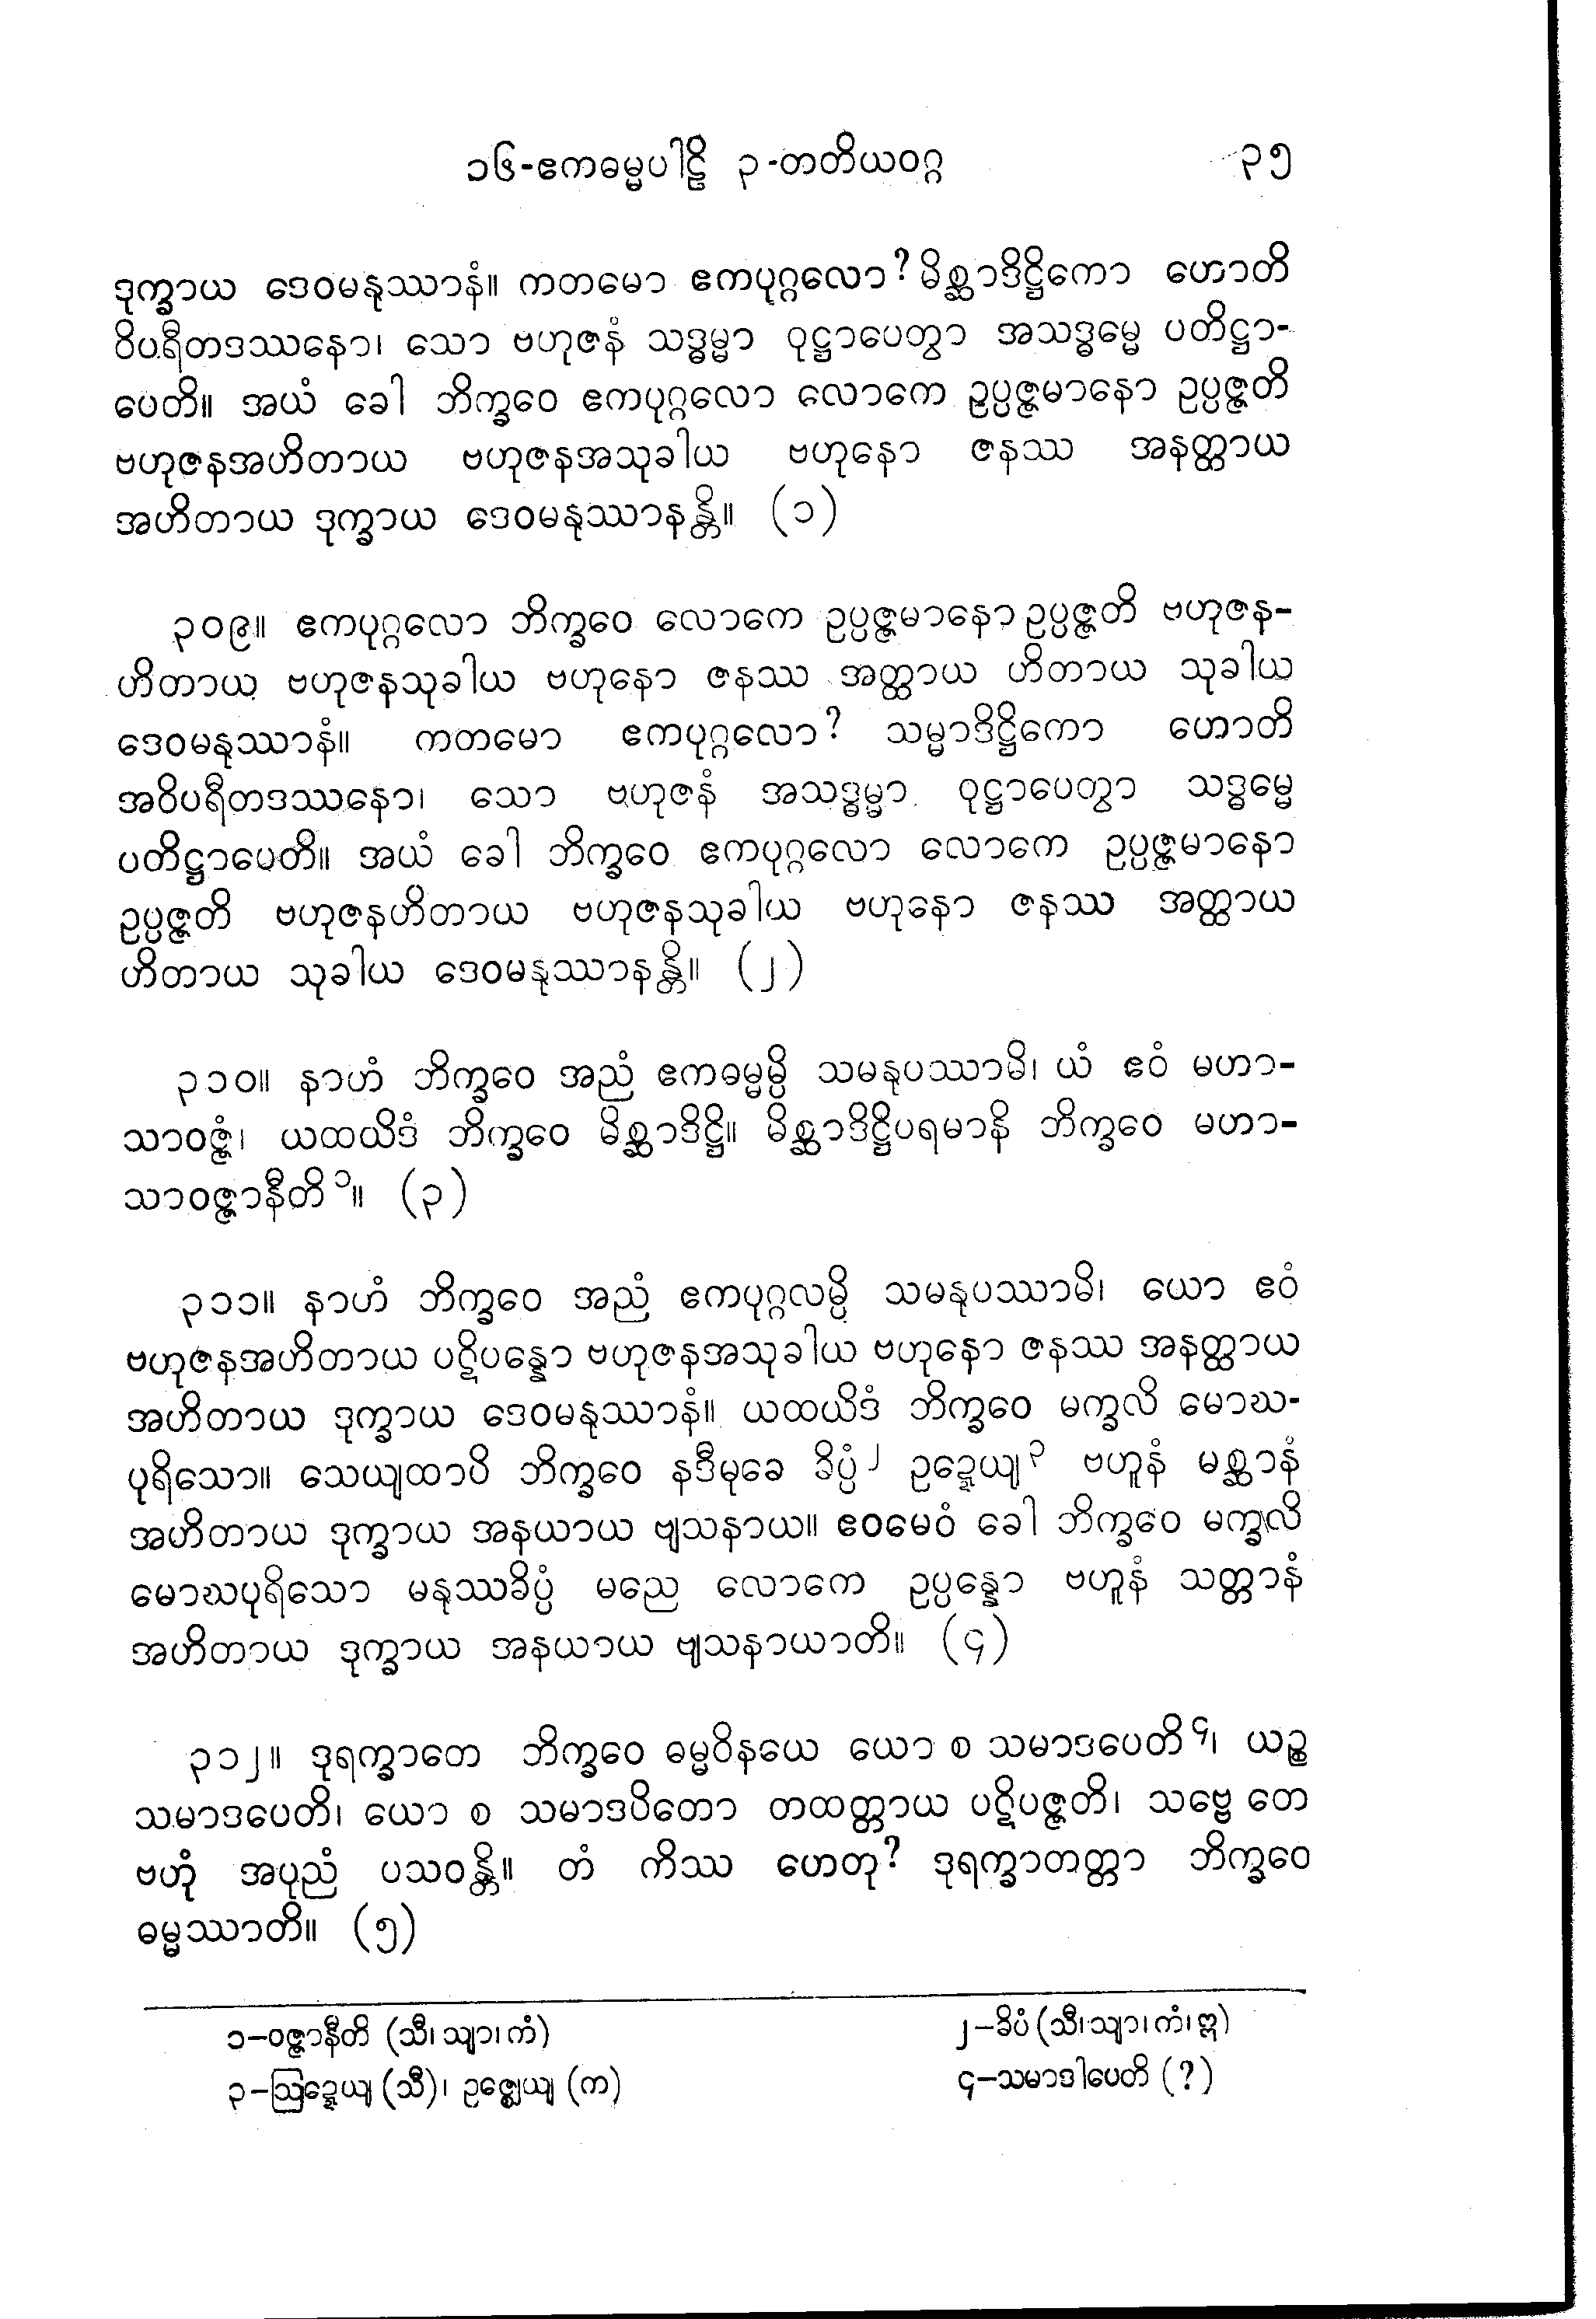 ၁၆-ဧကဓမ္မပါဠိ ၃-တတိယဝဂ္ဂ ၃၅
ဒုက္ခာယ ဒေဝမနုဿာနံ။ ကတမော ဧကပုဂ္ဂလော? မိစ္ဆာဒိဋ္ဌိကော ဟောတိ
ဝိပရီတဒဿနော၊ သော ဗဟုဇနံ သဒ္ဓမ္မာ ဝုဋ္ဌာပေတွာ အသဒ္ဓမ္မေ ပတိဋ္ဌာ-
ပေတိ။ အယံ ခေါ ဘိက္ခဝေ ဧကပုဂ္ဂလော လောကေ ဥပ္ပဇ္ဇမာနော ဥပ္ပဇ္ဇတိ
ဗဟုဇနအဟိတာယ ဗဟုဇနအသုခါယ ဗဟုနော ဇနဿ အနတ္ထာယ
အဟိတာယ ဒုက္ခာယ ဒေဝမနုဿာနန္တိ။ (၁)
၃၀၉။ ဧကပုဂ္ဂလော ဘိက္ခဝေ လောကေ ဥပ္ပဇ္ဇမာနော ဥပ္ပဇ္ဇတိ ဗဟုဇန-
ဟိတာယ ဗဟုဇနသုခါယ ဗဟုနော ဇနဿ အတ္ထာယ ဟိတာယ သုခါယ
ဒေဝမနုဿာနံ။ ကတမော ဧကပုဂ္ဂလော? သမ္မာဒိဋ္ဌိကော ဟောတိ
အဝိပရီတဒဿနော၊ သော ဗဟုဇနံ အသဒ္ဓမ္မာ ဝုဋ္ဌာပေတွာ သဒ္ဓမ္မေ
ပတိဋ္ဌာပေတိ။ အယံ ခေါ ဘိက္ခဝေ ဧကပုဂ္ဂလော လောကေ ဥပ္ပဇ္ဇမာနော
ဥပ္ပဇ္ဇတိ ဗဟုဇနဟိတာယ ဗဟုဇနသုခါယ ဗဟုနော ဇနဿ အတ္ထာယ
ဟိတာယ သုခါယ ဒေဝမနုဿာနန္တိ။ (၂)
၃၁၀။ နာဟံ ဘိက္ခဝေ အညံ ဧကဓမ္မမ္ပိ သမနုပဿာမိ၊ ယံ ဧဝံ မဟာ-
သာဝဇ္ဇံ၊ ယထယိဒံ ဘိက္ခဝေ မိစ္ဆာဒိဋ္ဌိ။ မိစ္ဆာဒိဋ္ဌိပရမာနိ ဘိက္ခဝေ မဟာ-
သာဝဇ္ဇာနီတိ၁။ (၃)
၃၁၁။ နာဟံ ဘိက္ခဝေ အညံ ဧကပုဂ္ဂလမ္ပိ သမနုပဿာမိ၊ ယော ဧဝံ
ဗဟုဇနအဟိတာယ ပဋိပန္နော ဗဟုဇနအသုခါယ ဗဟုနော ဇနဿ အနတ္ထာယ
အဟိတာယ ဒုက္ခာယ ဒေဝမနုဿာနံ။ ယထယိဒံ ဘိက္ခဝေ မက္ခလိ မောဃ-
ပုရိသော။ သေယျထာပိ ဘိက္ခဝေ နဒီမုခေ ခိပ္ပံ၂ ဥဍ္ဍေယျ၃ ဗဟူနံ မစ္ဆာနံ
အဟိတာယ ဒုက္ခာယ အနယာယ ဗျသနာယ။ ဧဝမေဝံ ခေါ ဘိက္ခဝေ မက္ခလိ
မောဃပုရိသော မနုဿခိပ္ပံ မညေ လောကေ ဥပ္ပန္နော ဗဟူနံ သတ္တာနံ
အဟိတာယ ဒုက္ခာယ အနယာယ ဗျသနာယာတိ။ (၄)
၃၁၂။ ဒုရက္ခာတေ ဘိက္ခဝေ ဓမ္မဝိနယေ ယော စ သမာဒပေတိ၄၊ ယဉ္စ
သမာဒပေတိ၊ ယော စ သမာဒပိတော တထတ္တာယ ပဋိပဇ္ဇတိ၊ သဗ္ဗေ တေ
ဗဟုံ အပုညံ ပသဝန္တိ။ တံ ကိဿ ဟေတု? ဒုရက္ခာတတ္တာ ဘိက္ခဝေ
ဓမ္မဿာတိ။ (၅)
၁-ဝဇ္ဇာနီတိ (သီ၊ သျာ၊ ကံ) ၂-ခိပံ (သီ၊ သျာ၊ ကံ၊ ဣ)
၃-ဩဍ္ဍေယျ (သီ)၊ ဥဇ္ဈေယျ (က) ၄-သမာဒါပေတိ (?)